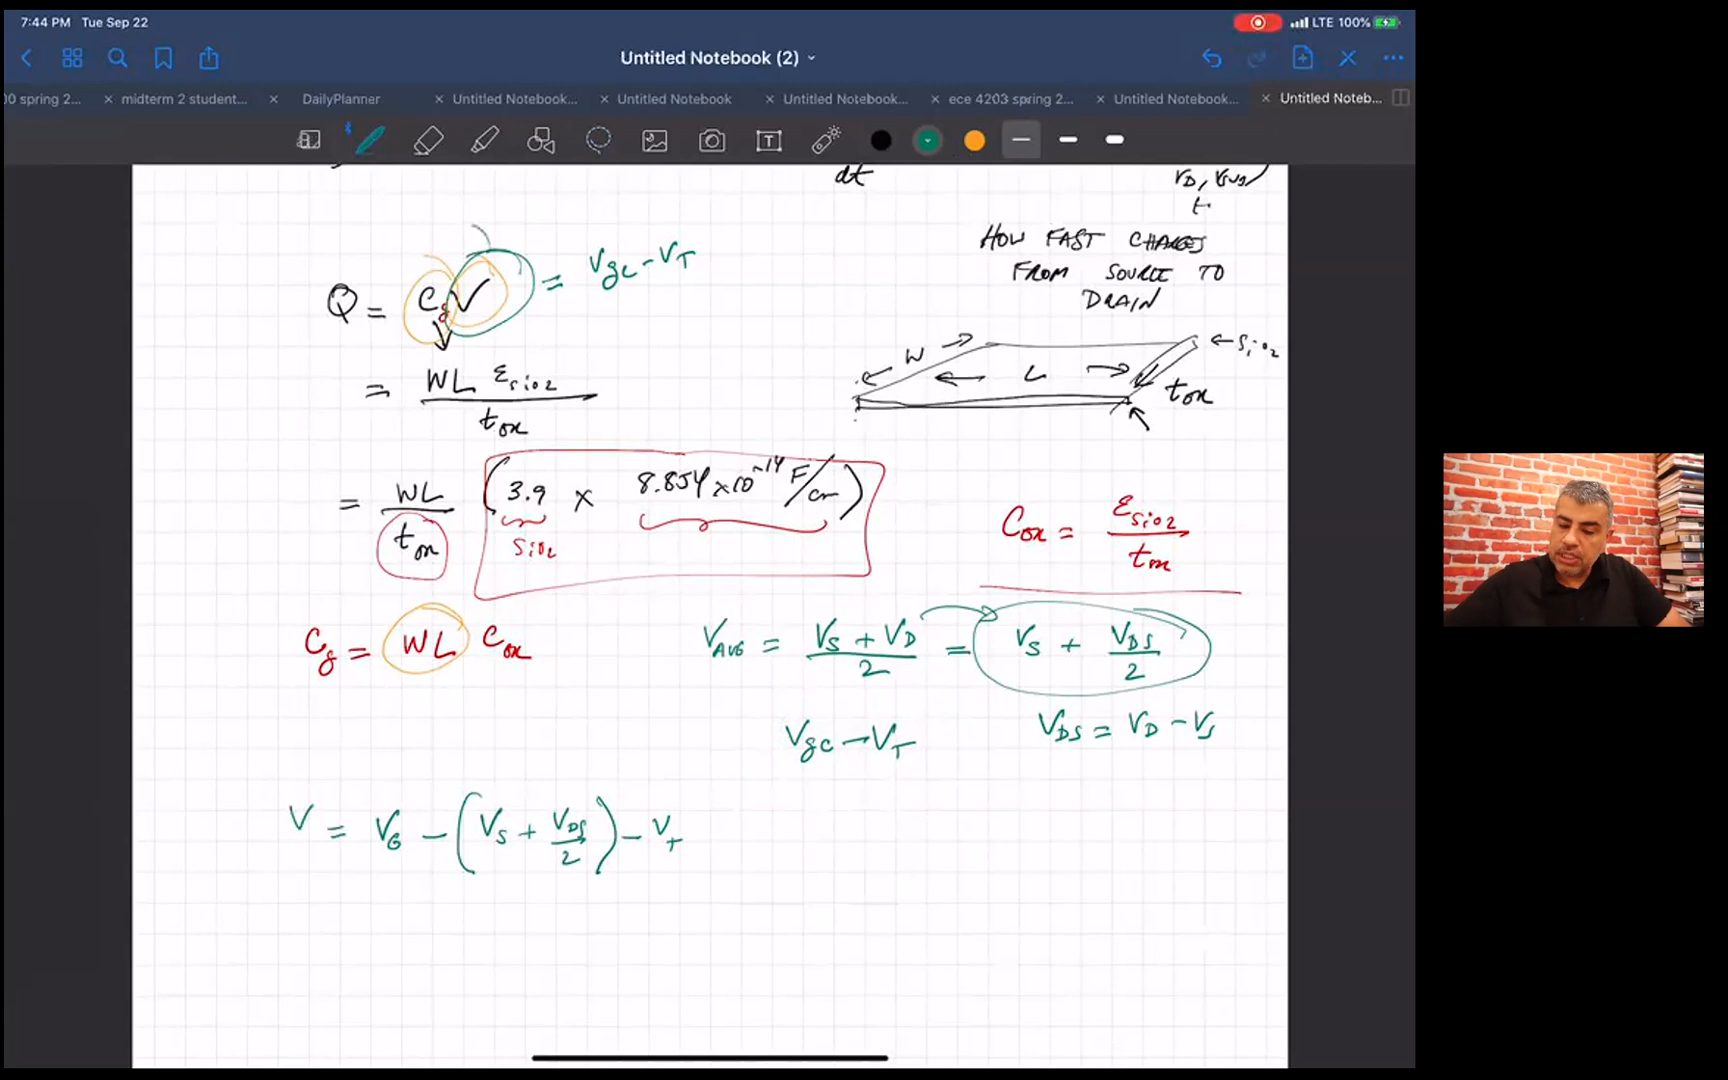 7:44 PM Tue Sep 22
LTE 100%
Untitled Notebook (2)
00 spring 2...
midterm 2 student...
DailyPlanner
Untitled Notebook...
Untitled Notebook
Untitled Notebook...
ece 4203 spring 2...
Untitled Notebook...
Untitled Noteb...
T
dt
HOW FAST CHARGES
FROM SOURCE TO
DRAIN
Q = CgV = Vgc - VT
= WL εSiO2 / tox
W
L
← SiO2
tox
= WL / tox (3.9 × 8.854 × 10^-14 F/cm)
SiO2
Cox = εSiO2 / tox
Cg = WL Cox
VAVG = (VS + VD) / 2 = VS + VDS / 2
Vgc - VT
VDS = VD - VS
V = VG - (VS + VDS / 2) - VT